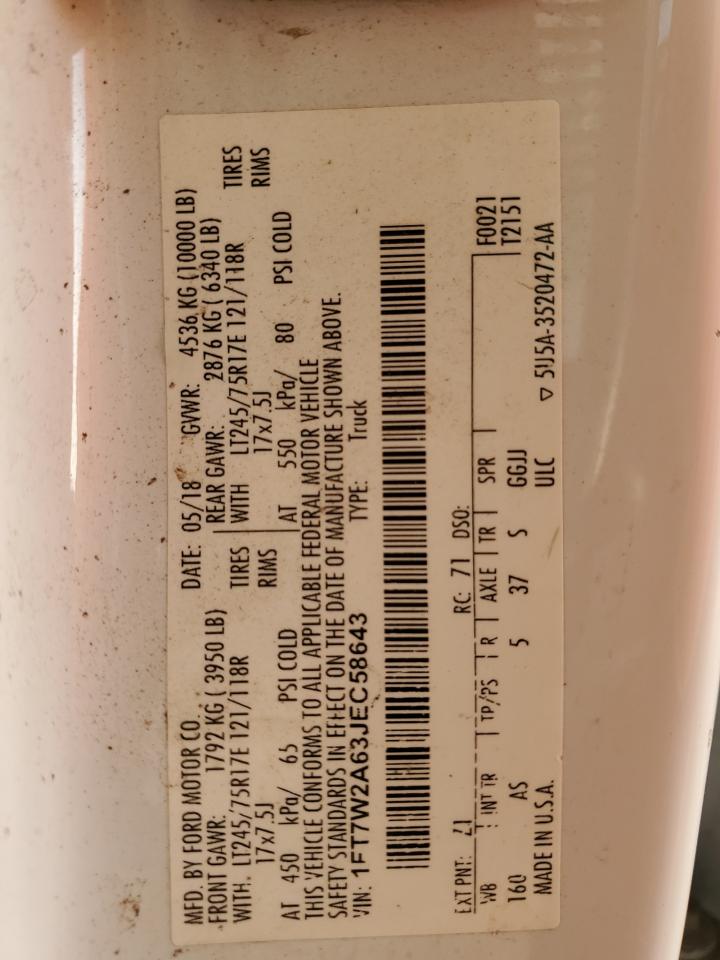 MFD. BY FORD MOTOR CO.
DATE: 05/18 GVWR: 4536 KG (10000 LB)
FRONT GAWR: 1792 KG ( 3950 LB)
REAR GAWR: 2876 KG ( 6340 LB)
WITH LT245/75R17E 121/118R TIRES
WITH LT245/75R17E 121/118R TIRES
17x7.5J RIMS
17x7.5J RIMS
AT 450 kPa/ 65 PSI COLD
AT 550 kPa/ 80 PSI COLD
THIS VEHICLE CONFORMS TO ALL APPLICABLE FEDERAL MOTOR VEHICLE
SAFETY STANDARDS IN EFFECT ON THE DATE OF MANUFACTURE SHOWN ABOVE.
VIN: 1FT7W2A63JEC58643 TYPE: Truck
EXT PNT: Z1 RC: 71 DSO: F0021
WB INT TR TP/PS R AXLE TR SPR T2151
160 AS 5 37 S GGJJ
MADE IN U.S.A. ULC
▽ 5U5A-3520472-AA